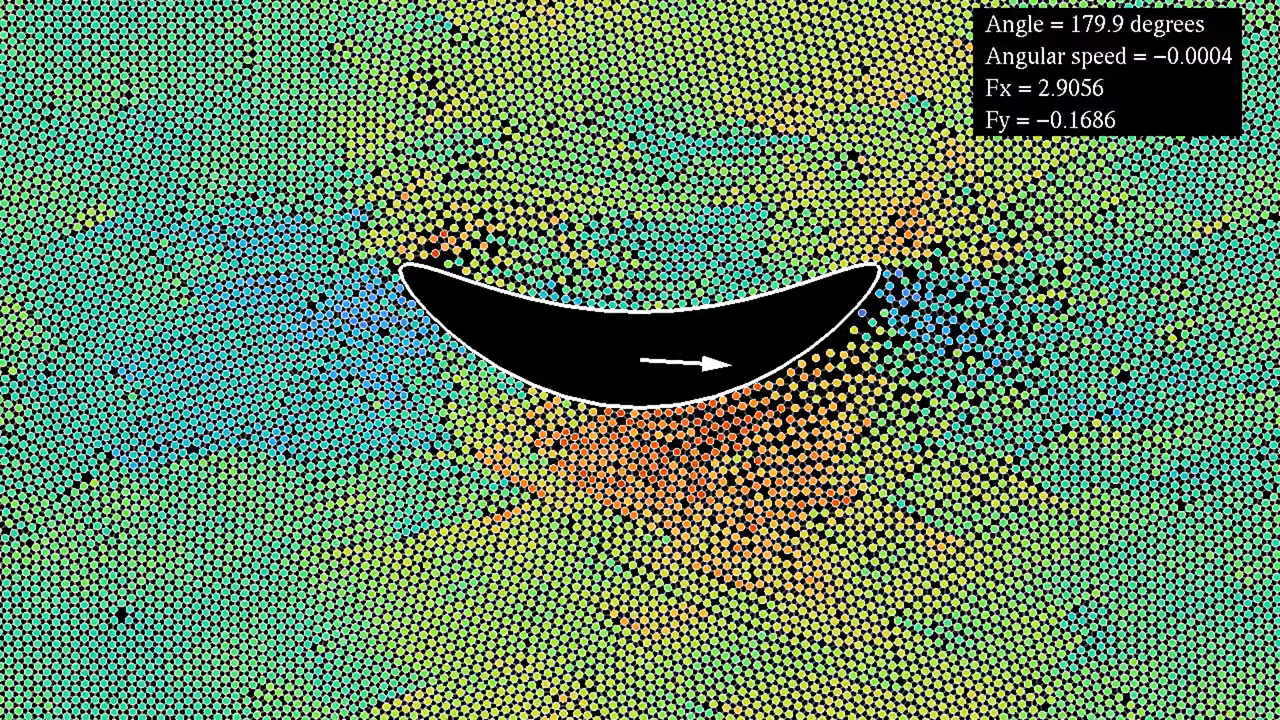 Angle = 179.9 degrees
Angular speed = −0.0004
Fx = 2.9056
Fy = −0.1686